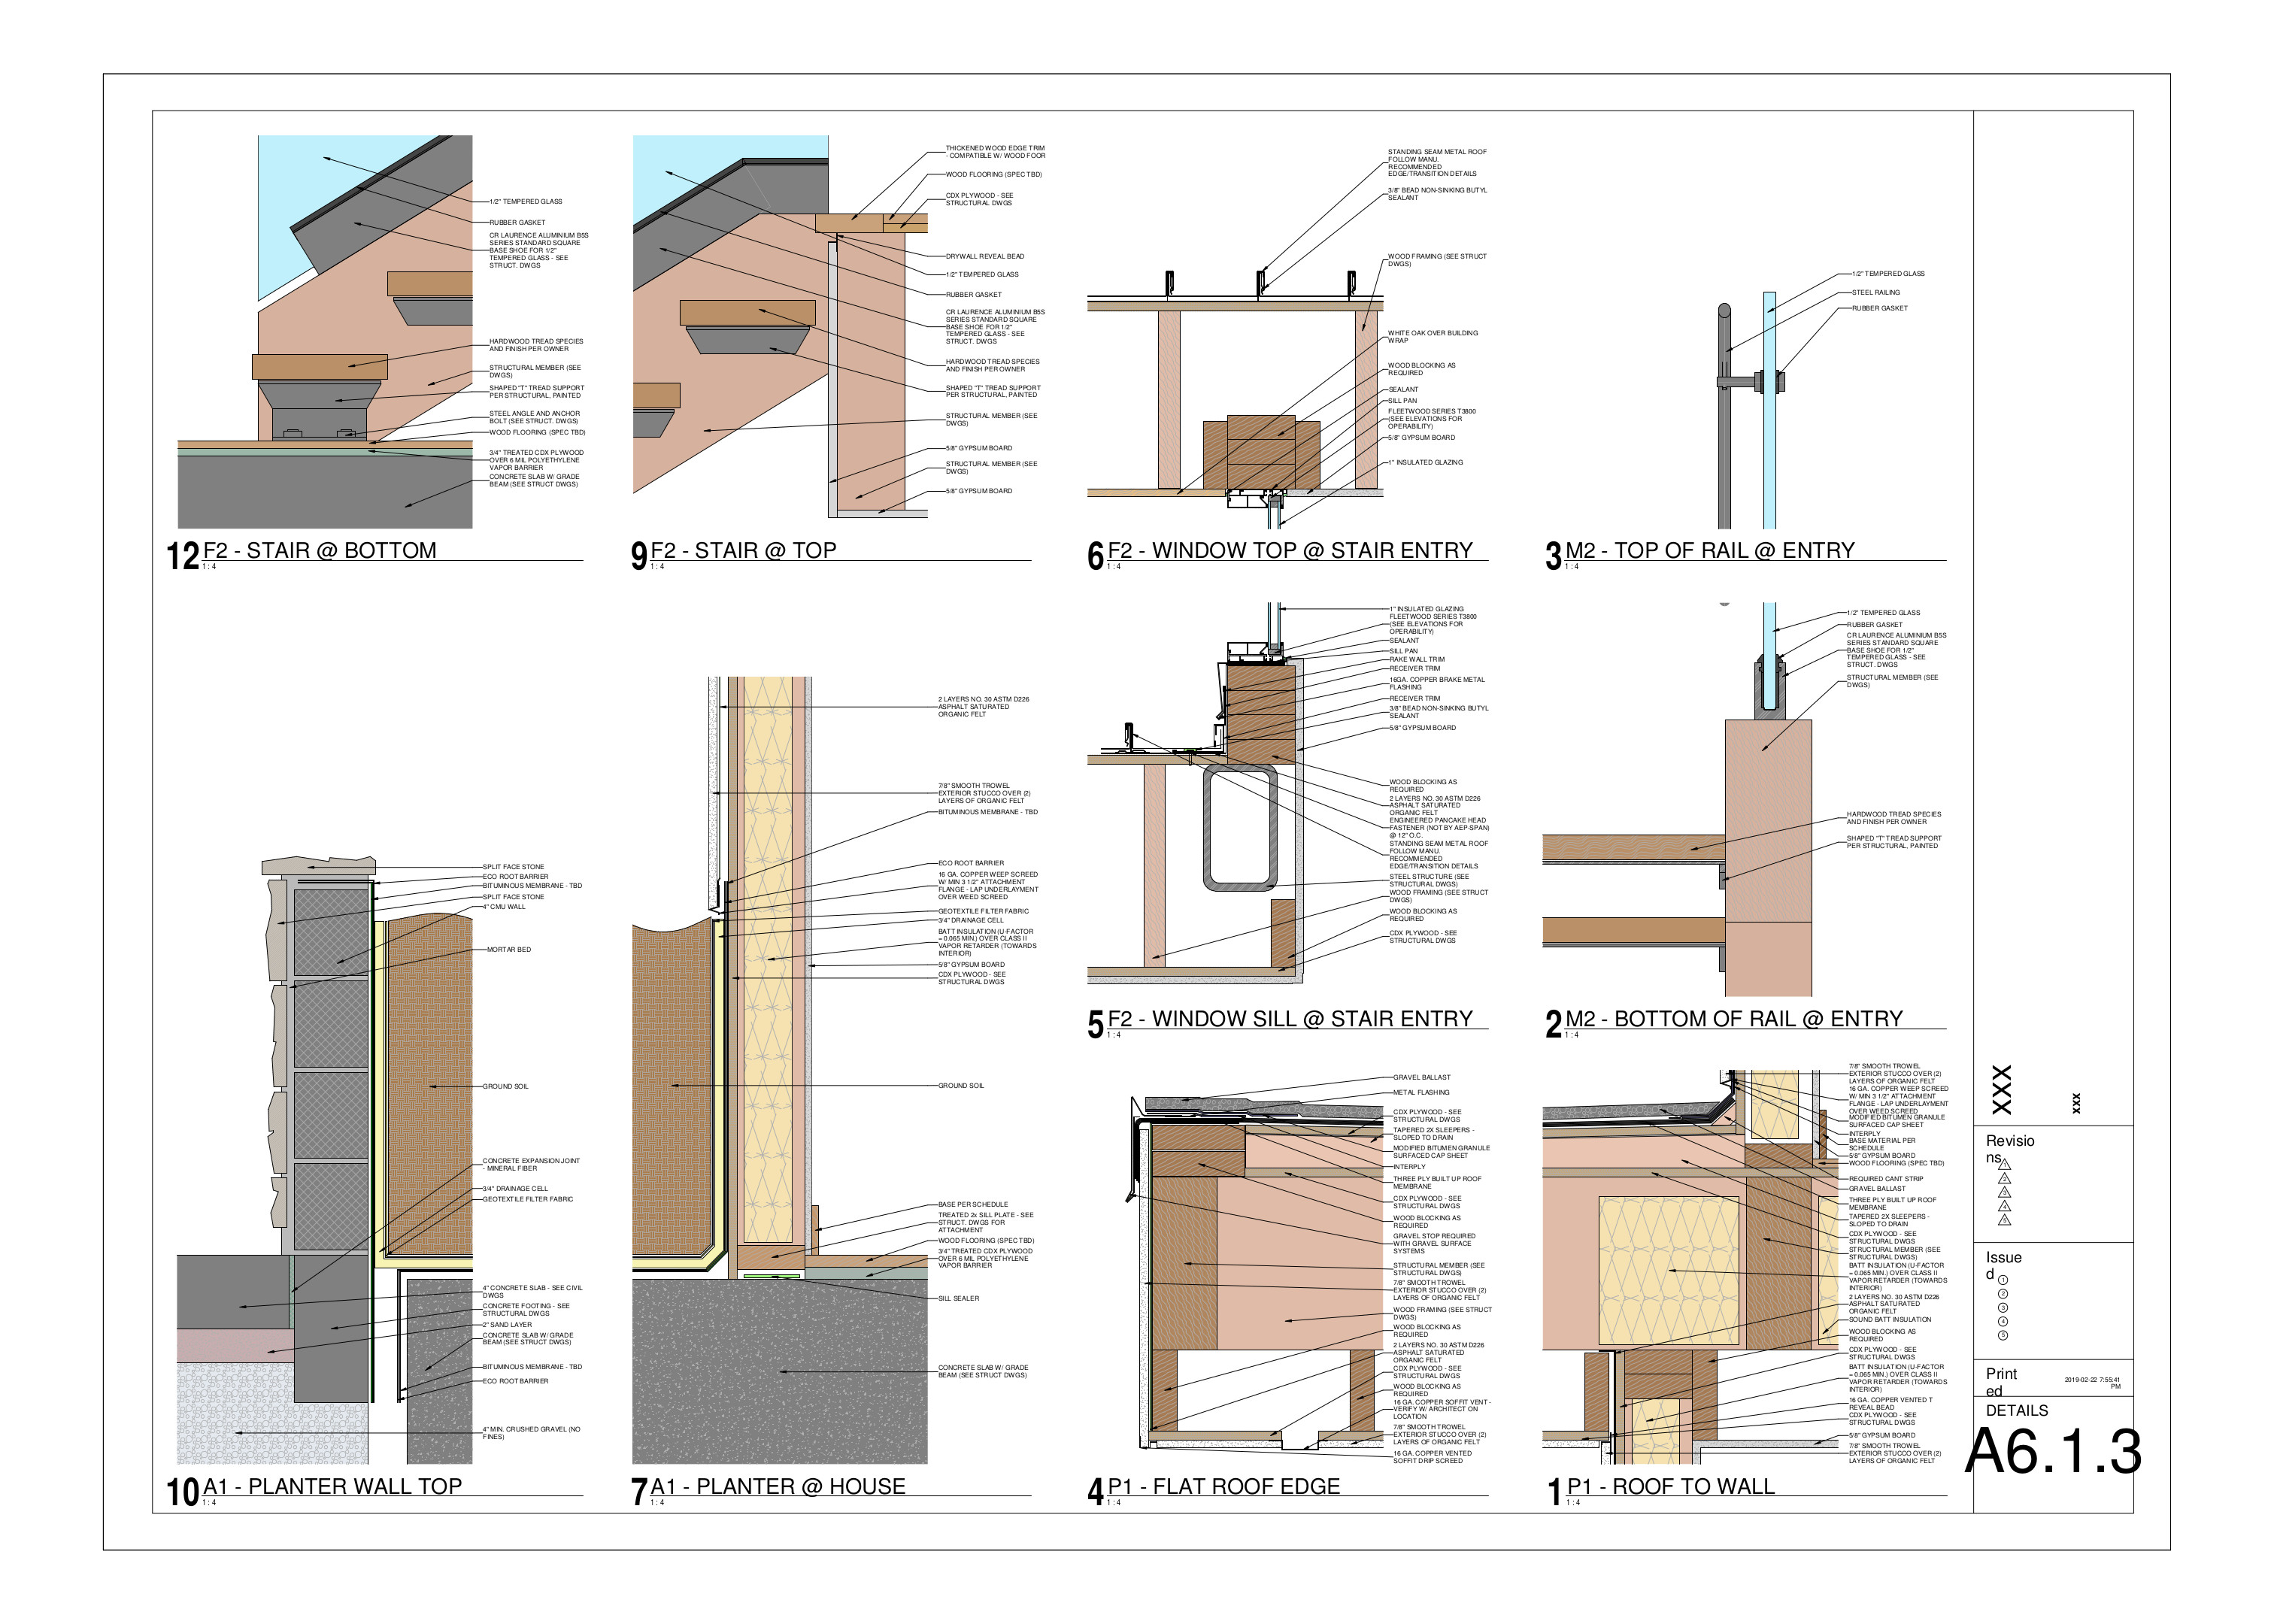 1/2" TEMPERED GLASS
RUBBER GASKET
CR LAURENCE ALUMINIUM B5S
SERIES STANDARD SQUARE
BASE SHOE FOR 1/2"
TEMPERED GLASS - SEE
STRUCT. DWGS
HARDWOOD TREAD SPECIES
AND FINISH PER OWNER
STRUCTURAL MEMBER (SEE
DWGS)
SHAPED "T" TREAD SUPPORT
PER STRUCTURAL, PAINTED
STEEL ANGLE AND ANCHOR
BOLT (SEE STRUCT. DWGS)
WOOD FLOORING (SPEC TBD)
3/4" TREATED CDX PLYWOOD
OVER 6 MIL POLYETHYLENE
VAPOR BARRIER
CONCRETE SLAB W/ GRADE
BEAM (SEE STRUCT DWGS)
12 F2 - STAIR @ BOTTOM
1 : 4
THICKENED WOOD EDGE TRIM
- COMPATIBLE W/ WOOD FOOR
WOOD FLOORING (SPEC TBD)
CDX PLYWOOD - SEE
STRUCTURAL DWGS
DRYWALL REVEAL BEAD
1/2" TEMPERED GLASS
RUBBER GASKET
CR LAURENCE ALUMINIUM B5S
SERIES STANDARD SQUARE
BASE SHOE FOR 1/2"
TEMPERED GLASS - SEE
STRUCT. DWGS
HARDWOOD TREAD SPECIES
AND FINISH PER OWNER
SHAPED "T" TREAD SUPPORT
PER STRUCTURAL, PAINTED
STRUCTURAL MEMBER (SEE
DWGS)
5/8" GYPSUM BOARD
STRUCTURAL MEMBER (SEE
DWGS)
5/8" GYPSUM BOARD
9 F2 - STAIR @ TOP
1 : 4
STANDING SEAM METAL ROOF
FOLLOW MANU.
RECOMMENDED
EDGE/TRANSITION DETAILS
3/8" BEAD NON-SINKING BUTYL
SEALANT
WOOD FRAMING (SEE STRUCT
DWGS)
WHITE OAK OVER BUILDING
WRAP
WOOD BLOCKING AS
REQUIRED
SEALANT
SILL PAN
FLEETWOOD SERIES T3800
(SEE ELEVATIONS FOR
OPERABILITY)
5/8" GYPSUM BOARD
1" INSULATED GLAZING
6 F2 - WINDOW TOP @ STAIR ENTRY
1 : 4
1/2" TEMPERED GLASS
STEEL RAILING
RUBBER GASKET
3 M2 - TOP OF RAIL @ ENTRY
1 : 4
SPLIT FACE STONE
ECO ROOT BARRIER
BITUMINOUS MEMBRANE - TBD
SPLIT FACE STONE
4" CMU WALL
MORTAR BED
GROUND SOIL
CONCRETE EXPANSION JOINT
- MINERAL FIBER
3/4" DRAINAGE CELL
GEOTEXTILE FILTER FABRIC
4" CONCRETE SLAB - SEE CIVIL
DWGS
CONCRETE FOOTING - SEE
STRUCTURAL DWGS
2" SAND LAYER
CONCRETE SLAB W/ GRADE
BEAM (SEE STRUCT DWGS)
BITUMINOUS MEMBRANE - TBD
ECO ROOT BARRIER
4" MIN. CRUSHED GRAVEL (NO
FINES)
10 A1 - PLANTER WALL TOP
1 : 4
2 LAYERS NO. 30 ASTM D226
ASPHALT SATURATED
ORGANIC FELT
7/8" SMOOTH TROWEL
EXTERIOR STUCCO OVER (2)
LAYERS OF ORGANIC FELT
BITUMINOUS MEMBRANE - TBD
ECO ROOT BARRIER
16 GA. COPPER WEEP SCREED
W/ MIN 3 1/2" ATTACHMENT
FLANGE - LAP UNDERLAYMENT
OVER WEED SCREED
GEOTEXTILE FILTER FABRIC
3/4" DRAINAGE CELL
BATT INSULATION (U-FACTOR
= 0.065 MIN.) OVER CLASS II
VAPOR RETARDER (TOWARDS
INTERIOR)
5/8" GYPSUM BOARD
CDX PLYWOOD - SEE
STRUCTURAL DWGS
GROUND SOIL
BASE PER SCHEDULE
TREATED 2x SILL PLATE - SEE
STRUCT. DWGS FOR
ATTACHMENT
WOOD FLOORING (SPEC TBD)
3/4" TREATED CDX PLYWOOD
OVER 6 MIL POLYETHYLENE
VAPOR BARRIER
SILL SEALER
CONCRETE SLAB W/ GRADE
BEAM (SEE STRUCT DWGS)
7 A1 - PLANTER @ HOUSE
1 : 4
1" INSULATED GLAZING
FLEETWOOD SERIES T3800
(SEE ELEVATIONS FOR
OPERABILITY)
SEALANT
SILL PAN
RAKE WALL TRIM
RECEIVER TRIM
16GA. COPPER BRAKE METAL
FLASHING
RECEIVER TRIM
3/8" BEAD NON-SINKING BUTYL
SEALANT
5/8" GYPSUM BOARD
WOOD BLOCKING AS
REQUIRED
2 LAYERS NO. 30 ASTM D226
ASPHALT SATURATED
ORGANIC FELT
ENGINEERED PANCAKE HEAD
FASTENER (NOT BY AEP-SPAN)
@ 12" O.C.
STANDING SEAM METAL ROOF
FOLLOW MANU.
RECOMMENDED
EDGE/TRANSITION DETAILS
STEEL STRUCTURE (SEE
STRUCTURAL DWGS)
WOOD FRAMING (SEE STRUCT
DWGS)
WOOD BLOCKING AS
REQUIRED
CDX PLYWOOD - SEE
STRUCTURAL DWGS
5 F2 - WINDOW SILL @ STAIR ENTRY
1 : 4
1/2" TEMPERED GLASS
RUBBER GASKET
CR LAURENCE ALUMINIUM B5S
SERIES STANDARD SQUARE
BASE SHOE FOR 1/2"
TEMPERED GLASS - SEE
STRUCT. DWGS
STRUCTURAL MEMBER (SEE
DWGS)
HARDWOOD TREAD SPECIES
AND FINISH PER OWNER
SHAPED "T" TREAD SUPPORT
PER STRUCTURAL, PAINTED
2 M2 - BOTTOM OF RAIL @ ENTRY
1 : 4
GRAVEL BALLAST
METAL FLASHING
CDX PLYWOOD - SEE
STRUCTURAL DWGS
TAPERED 2X SLEEPERS -
SLOPED TO DRAIN
MODIFIED BITUMEN GRANULE
SURFACED CAP SHEET
INTERPLY
THREE PLY BUILT UP ROOF
MEMBRANE
CDX PLYWOOD - SEE
STRUCTURAL DWGS
WOOD BLOCKING AS
REQUIRED
GRAVEL STOP REQUIRED
WITH GRAVEL SURFACE
SYSTEMS
STRUCTURAL MEMBER (SEE
STRUCTURAL DWGS)
7/8" SMOOTH TROWEL
EXTERIOR STUCCO OVER (2)
LAYERS OF ORGANIC FELT
WOOD FRAMING (SEE STRUCT
DWGS)
WOOD BLOCKING AS
REQUIRED
2 LAYERS NO. 30 ASTM D226
ASPHALT SATURATED
ORGANIC FELT
CDX PLYWOOD - SEE
STRUCTURAL DWGS
WOOD BLOCKING AS
REQUIRED
16 GA. COPPER SOFFIT VENT -
VERIFY W/ ARCHITECT ON
LOCATION
7/8" SMOOTH TROWEL
EXTERIOR STUCCO OVER (2)
LAYERS OF ORGANIC FELT
16 GA. COPPER VENTED
SOFFIT DRIP SCREED
4 P1 - FLAT ROOF EDGE
1 : 4
7/8" SMOOTH TROWEL
EXTERIOR STUCCO OVER (2)
LAYERS OF ORGANIC FELT
16 GA. COPPER WEEP SCREED
W/ MIN 3 1/2" ATTACHMENT
FLANGE - LAP UNDERLAYMENT
OVER WEED SCREED
MODIFIED BITUMEN GRANULE
SURFACED CAP SHEET
INTERPLY
BASE MATERIAL PER
SCHEDULE
5/8" GYPSUM BOARD
WOOD FLOORING (SPEC TBD)
REQUIRED CANT STRIP
GRAVEL BALLAST
THREE PLY BUILT UP ROOF
MEMBRANE
TAPERED 2X SLEEPERS -
SLOPED TO DRAIN
CDX PLYWOOD - SEE
STRUCTURAL DWGS
STRUCTURAL MEMBER (SEE
STRUCTURAL DWGS)
BATT INSULATION (U-FACTOR
= 0.065 MIN.) OVER CLASS II
VAPOR RETARDER (TOWARDS
INTERIOR)
2 LAYERS NO. 30 ASTM D226
ASPHALT SATURATED
ORGANIC FELT
SOUND BATT INSULATION
WOOD BLOCKING AS
REQUIRED
CDX PLYWOOD - SEE
STRUCTURAL DWGS
BATT INSULATION (U-FACTOR
= 0.065 MIN.) OVER CLASS II
VAPOR RETARDER (TOWARDS
INTERIOR)
16 GA. COPPER VENTED T
REVEAL BEAD
CDX PLYWOOD - SEE
STRUCTURAL DWGS
5/8" GYPSUM BOARD
7/8" SMOOTH TROWEL
EXTERIOR STUCCO OVER (2)
LAYERS OF ORGANIC FELT
1 P1 - ROOF TO WALL
1 : 4
XXX
XXX
Revisio
ns
1
2
3
4
5
Issue
d
1
2
3
4
5
Print
ed
2019-02-22 7:55:41
PM
DETAILS
A6.1.3